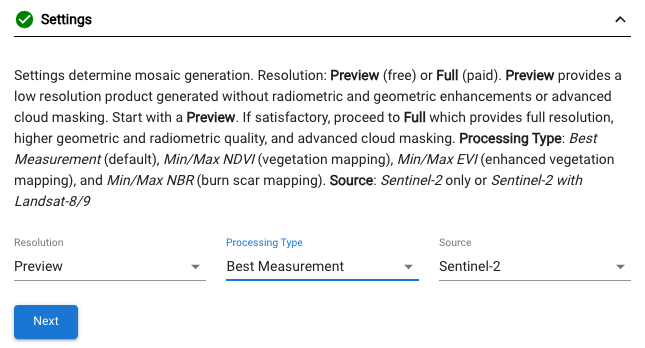 Settings
Settings determine mosaic generation. Resolution: Preview (free) or Full (paid). Preview provides a
low resolution product generated without radiometric and geometric enhancements or advanced
cloud masking. Start with a Preview. If satisfactory, proceed to Full which provides full resolution,
higher geometric and radiometric quality, and advanced cloud masking. Processing Type: Best
Measurement (default), Min/Max NDVI (vegetation mapping), Min/Max EVI (enhanced vegetation
mapping), and Min/Max NBR (burn scar mapping). Source: Sentinel-2 only or Sentinel-2 with
Landsat-8/9
Resolution Processing Type Source
Preview Best Measurement Sentinel-2
Next